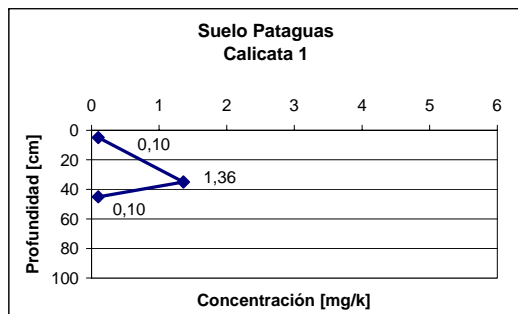 Suelo Pataguas
Calicata 1
0 1 2 3 4 5 6
0
20
40
60
80
100
0,10
1,36
0,10
Profundidad [cm]
Concentración [mg/k]